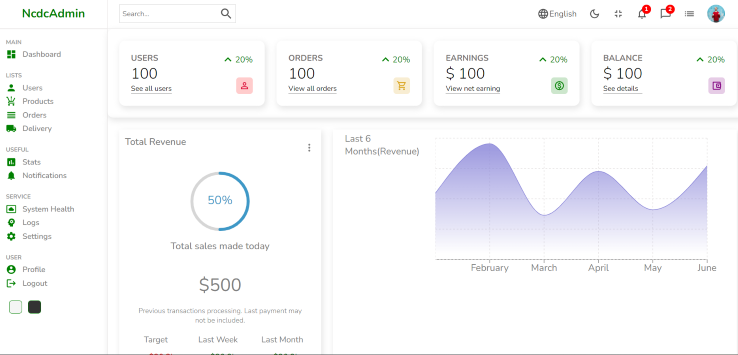 NcdcAdmin
Search...
English
1
2
MAIN
Dashboard
LISTS
Users
Products
Orders
Delivery
USEFUL
Stats
Notifications
SERVICE
System Health
Logs
Settings
USER
Profile
Logout
USERS
20%
100
See all users
ORDERS
20%
100
View all orders
EARNINGS
20%
$ 100
View net earning
BALANCE
20%
$ 100
See details
Total Revenue
50%
Total sales made today
$500
Previous transactions processing. Last payment may
not be included.
Target
Last Week
Last Month
Last 6
Months(Revenue)
February
March
April
May
June